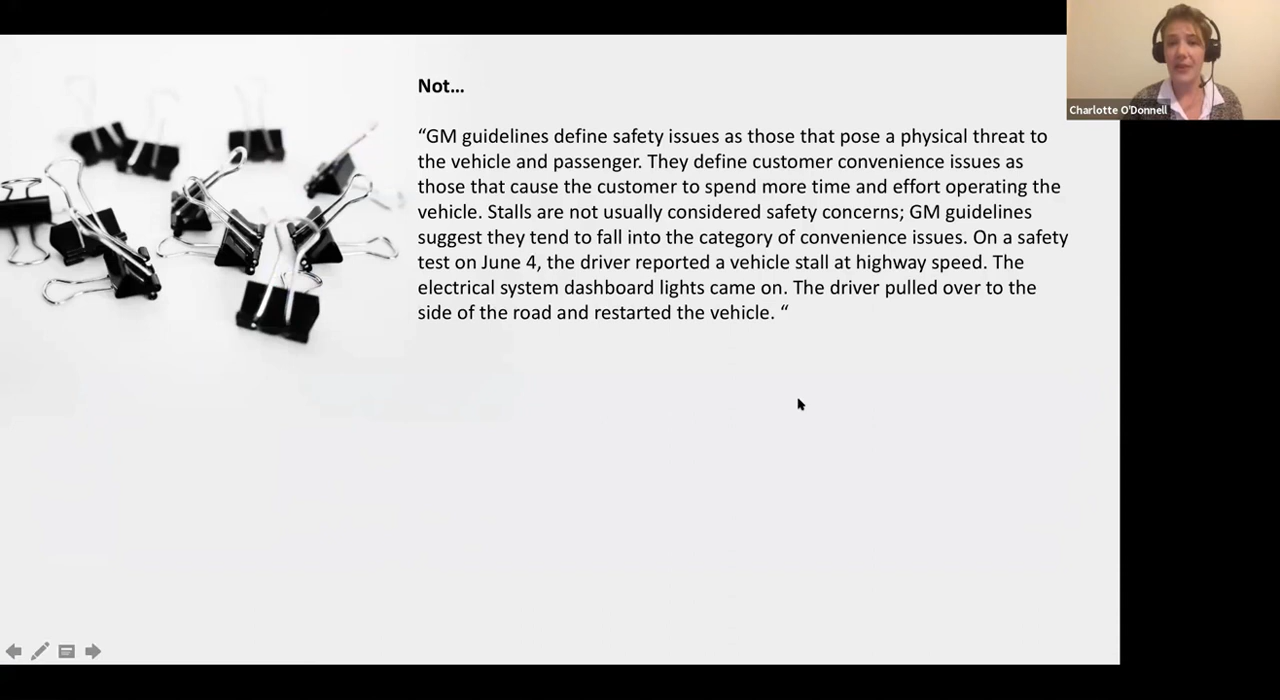 Charlotte O'Donnell
Not...
“GM guidelines define safety issues as those that pose a physical threat to
the vehicle and passenger. They define customer convenience issues as
those that cause the customer to spend more time and effort operating the
vehicle. Stalls are not usually considered safety concerns; GM guidelines
suggest they tend to fall into the category of convenience issues. On a safety
test on June 4, the driver reported a vehicle stall at highway speed. The
electrical system dashboard lights came on. The driver pulled over to the
side of the road and restarted the vehicle. “